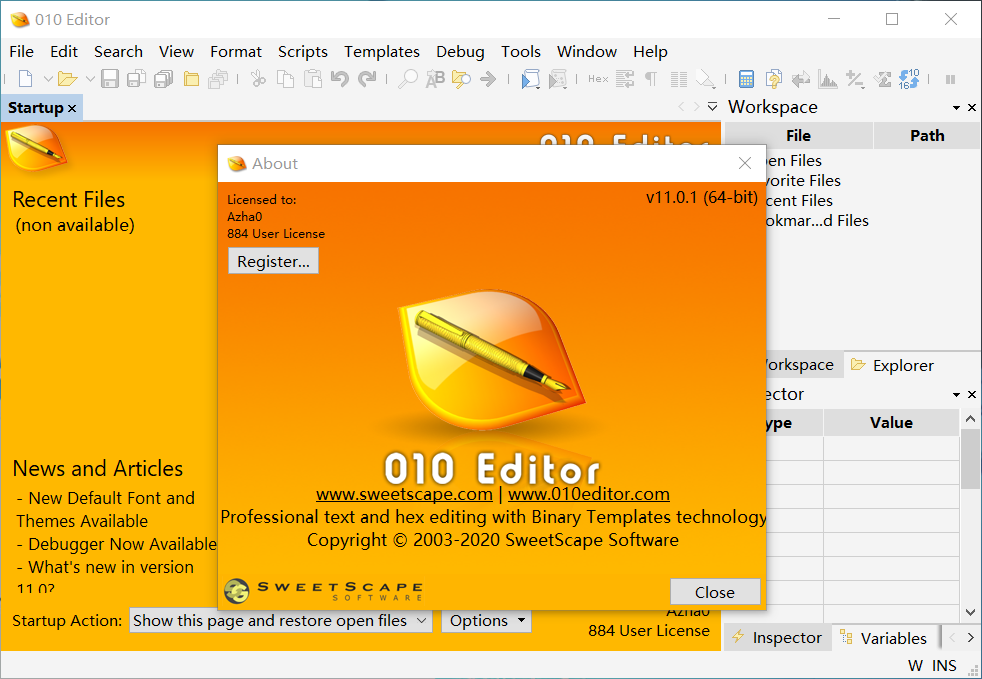 010 Editor
File Edit Search View Format Scripts Templates Debug Tools Window Help
Hex
Startup
Workspace
File Path
en Files
vorite Files
cent Files
okmar...d Files
Recent Files
(non available)
About
Licensed to:
Azha0
884 User License
v11.0.1 (64-bit)
Register...
010 Editor
www.sweetscape.com | www.010editor.com
Professional text and hex editing with Binary Templates technology
Copyright © 2003-2020 SweetScape Software
SWEETSCAPE
SOFTWARE
Close
orkspace Explorer
ector
ype Value
News and Articles
- New Default Font and
Themes Available
- Debugger Now Available
- What's new in version
11.0?
Startup Action: Show this page and restore open files Options
Azha0
884 User License
Inspector Variables
W INS